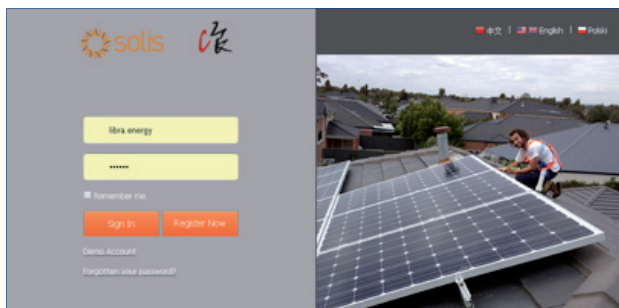 solis
中文 | English | Polski
libra.energy
••••••
Remember me
Sign In
Register Now
Demo Account
Forgotten your password?